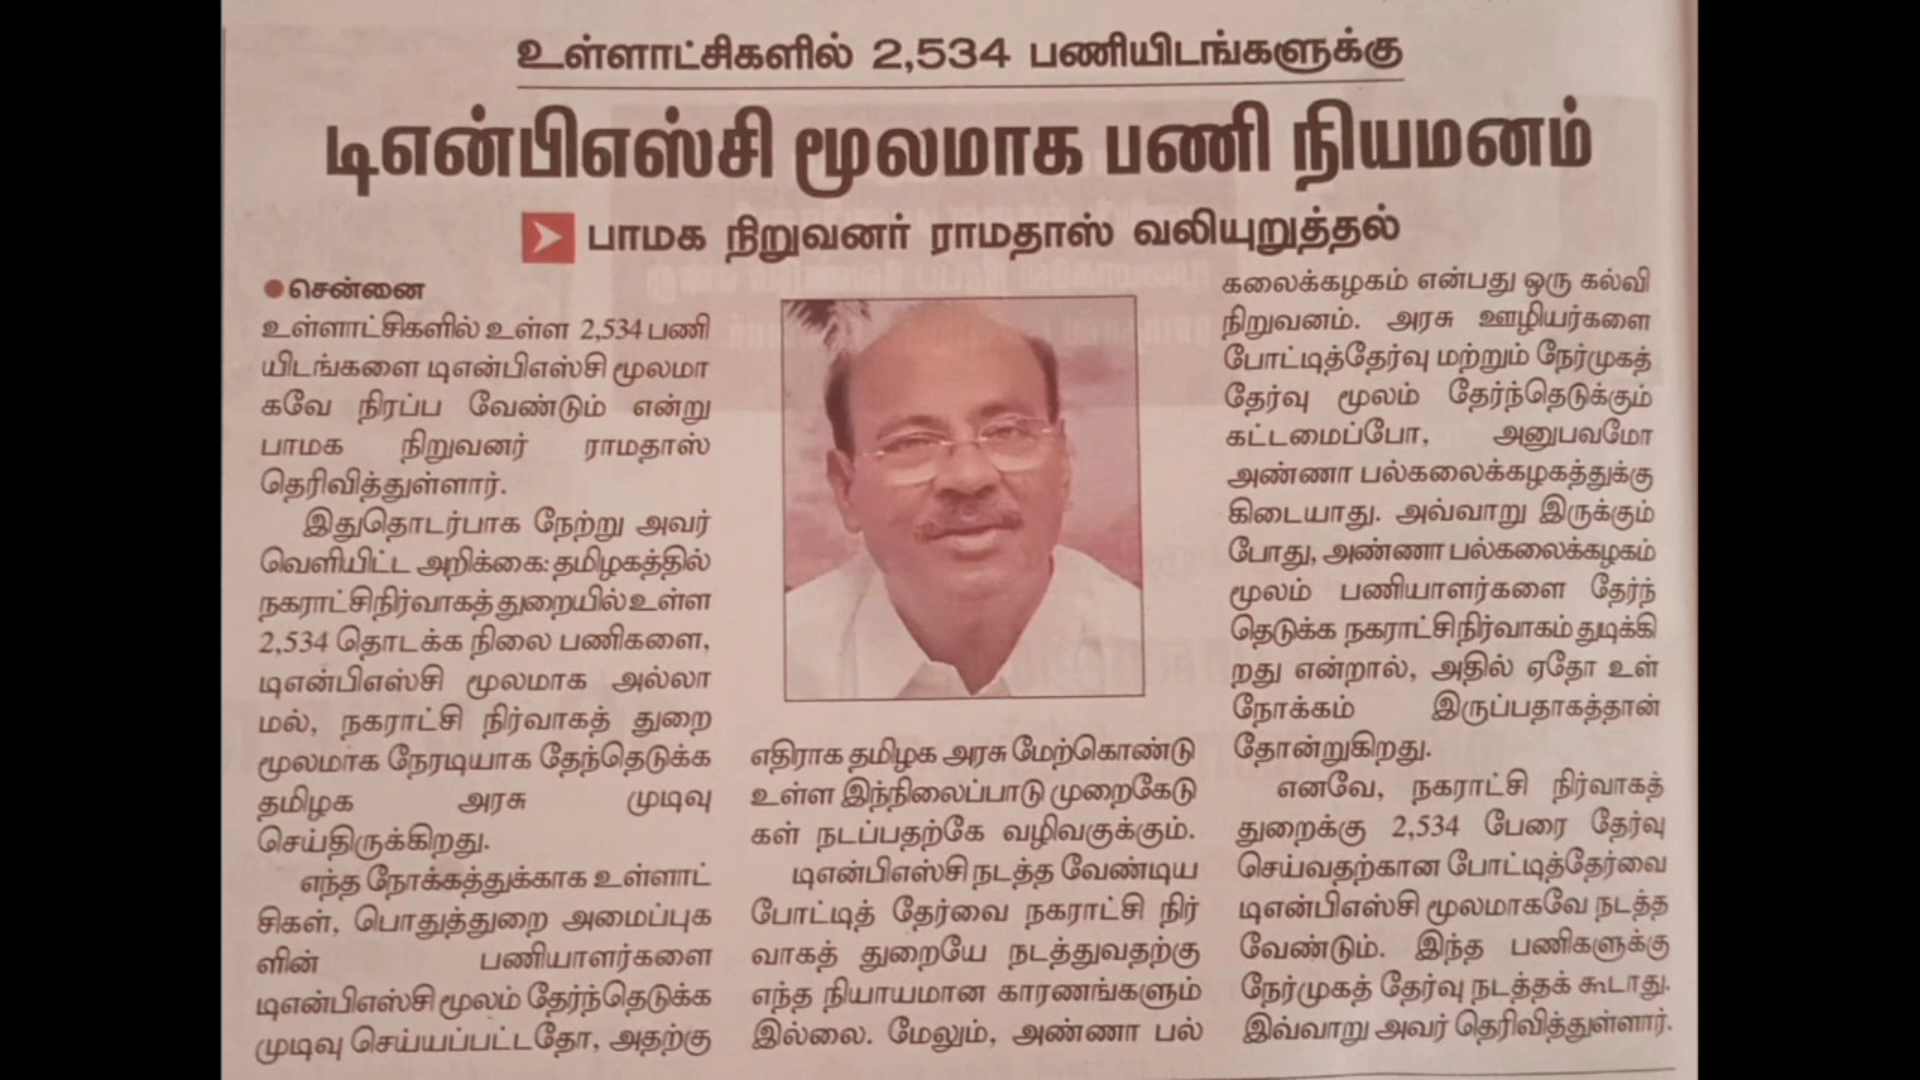 உள்ளாட்சிகளில் 2,534 பணியிடங்களுக்கு
டிஎன்பிஎஸ்சி மூலமாக பணி நியமனம்
பாமக நிறுவனர் ராமதாஸ் வலியுறுத்தல்
சென்னை
உள்ளாட்சிகளில் உள்ள 2,534 பணி
யிடங்களை டிஎன்பிஎஸ்சி மூலமா
கவே நிரப்ப வேண்டும் என்று
பாமக நிறுவனர் ராமதாஸ்
தெரிவித்துள்ளார்.
இதுதொடர்பாக நேற்று அவர்
வெளியிட்ட அறிக்கை: தமிழகத்தில்
நகராட்சி நிர்வாகத் துறையில் உள்ள
2,534 தொடக்க நிலை பணிகளை,
டிஎன்பிஎஸ்சி மூலமாக அல்லா
மல், நகராட்சி நிர்வாகத் துறை
மூலமாக நேரடியாக தேந்தெடுக்க
தமிழக அரசு முடிவு
செய்திருக்கிறது.
எந்த நோக்கத்துக்காக உள்ளாட்
சிகள், பொதுத்துறை அமைப்புக
ளின் பணியாளர்களை
டிஎன்பிஎஸ்சி மூலம் தேர்ந்தெடுக்க
முடிவு செய்யப்பட்டதோ, அதற்கு
எதிராக தமிழக அரசு மேற்கொண்டு
உள்ள இந்நிலைப்பாடு முறைகேடு
கள் நடப்பதற்கே வழிவகுக்கும்.
டிஎன்பிஎஸ்சி நடத்த வேண்டிய
போட்டித் தேர்வை நகராட்சி நிர்
வாகத் துறையே நடத்துவதற்கு
எந்த நியாயமான காரணங்களும்
இல்லை. மேலும், அண்ணா பல்
கலைக்கழகம் என்பது ஒரு கல்வி
நிறுவனம். அரசு ஊழியர்களை
போட்டித்தேர்வு மற்றும் நேர்முகத்
தேர்வு மூலம் தேர்ந்தெடுக்கும்
கட்டமைப்போ, அனுபவமோ
அண்ணா பல்கலைக்கழகத்துக்கு
கிடையாது. அவ்வாறு இருக்கும்
போது, அண்ணா பல்கலைக்கழகம்
மூலம் பணியாளர்களை தேர்ந்
தெடுக்க நகராட்சி நிர்வாகம் துடிக்கி
றது என்றால், அதில் ஏதோ உள்
நோக்கம் இருப்பதாகத்தான்
தோன்றுகிறது.
எனவே, நகராட்சி நிர்வாகத்
துறைக்கு 2,534 பேரை தேர்வு
செய்வதற்கான போட்டித்தேர்வை
டிஎன்பிஎஸ்சி மூலமாகவே நடத்த
வேண்டும். இந்த பணிகளுக்கு
நேர்முகத் தேர்வு நடத்தக் கூடாது.
இவ்வாறு அவர் தெரிவித்துள்ளார்.